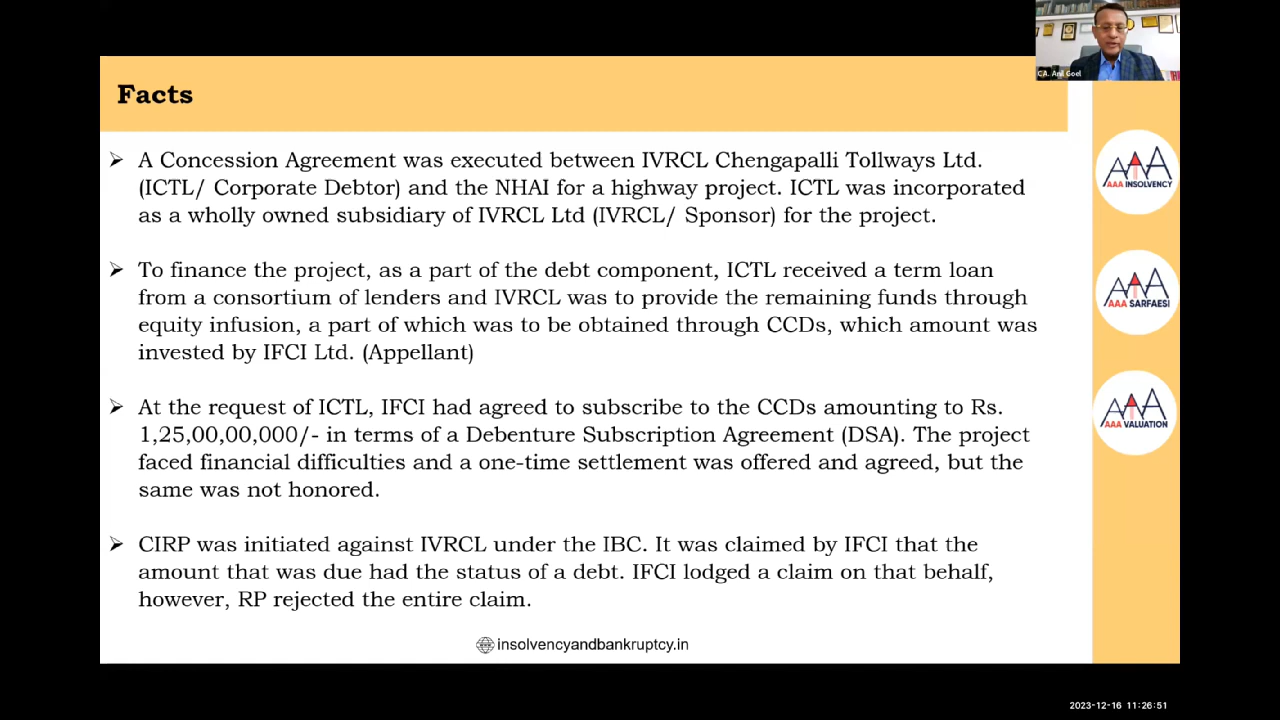 C.A. Anil Goel
Facts
➢ A Concession Agreement was executed between IVRCL Chengapalli Tollways Ltd.
(ICTL/ Corporate Debtor) and the NHAI for a highway project. ICTL was incorporated
as a wholly owned subsidiary of IVRCL Ltd (IVRCL/ Sponsor) for the project.
➢ To finance the project, as a part of the debt component, ICTL received a term loan
from a consortium of lenders and IVRCL was to provide the remaining funds through
equity infusion, a part of which was to be obtained through CCDs, which amount was
invested by IFCI Ltd. (Appellant)
➢ At the request of ICTL, IFCI had agreed to subscribe to the CCDs amounting to Rs.
1,25,00,00,000/- in terms of a Debenture Subscription Agreement (DSA). The project
faced financial difficulties and a one-time settlement was offered and agreed, but the
same was not honored.
➢ CIRP was initiated against IVRCL under the IBC. It was claimed by IFCI that the
amount that was due had the status of a debt. IFCI lodged a claim on that behalf,
however, RP rejected the entire claim.
AAA
AAA INSOLVENCY
AAA
AAA SARFAESI
AAA
AAA VALUATION
insolvencyandbankruptcy.in
2023-12-16 11:26:51